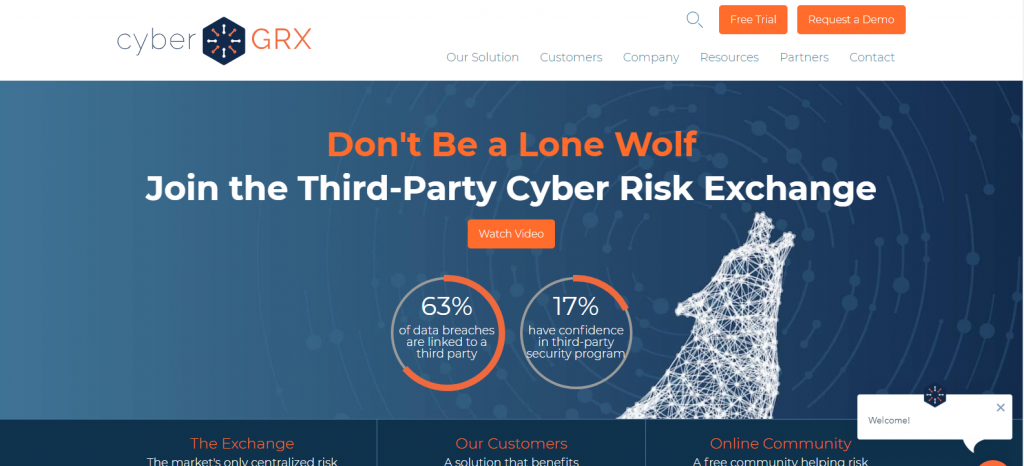 cyber GRX
Free Trial
Request a Demo
Our Solution
Customers
Company
Resources
Partners
Contact
Don't Be a Lone Wolf
Join the Third-Party Cyber Risk Exchange
Watch Video
63%
of data breaches
are linked to a
third party
17%
have confidence
in third-party
security program
Welcome!
The Exchange
The market's only centralized risk
Our Customers
A solution that benefits
Online Community
A free community helping risk